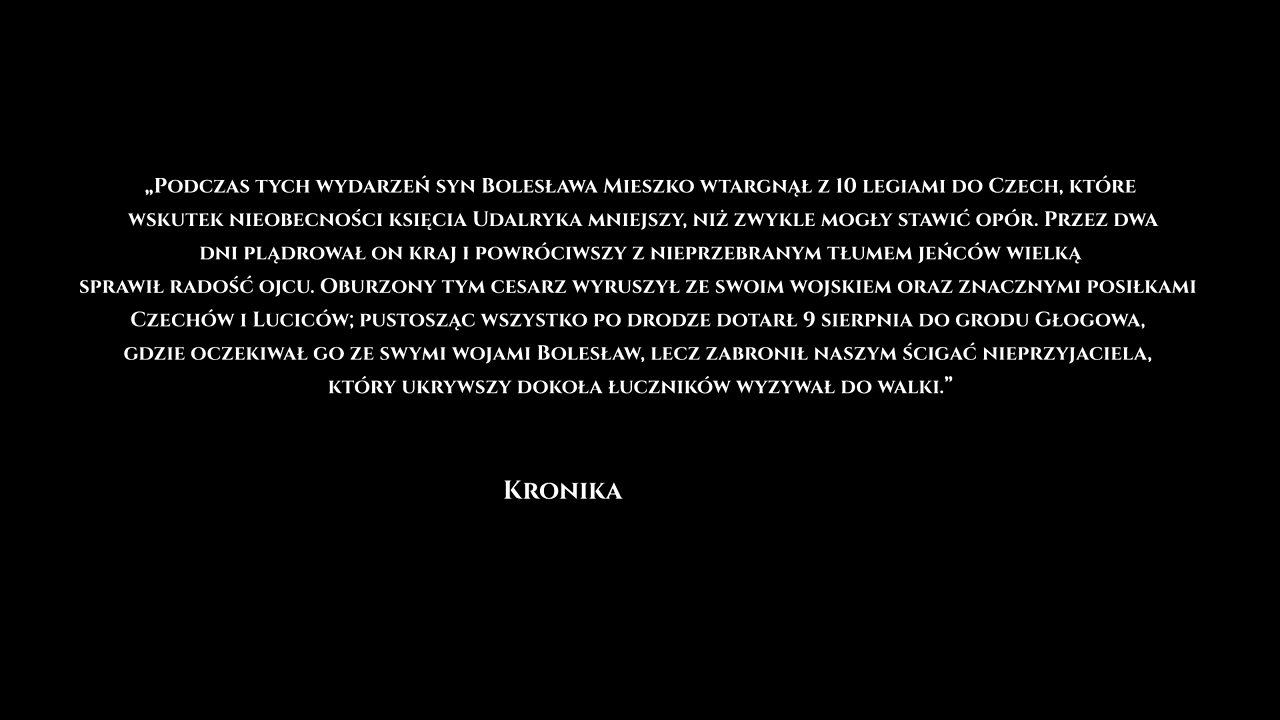 „Podczas tych wydarzeń syn Bolesława Mieszko wtargnął z 10 legiami do Czech, które
wskutek nieobecności księcia Udalryka mniejszy, niż zwykle mogły stawić opór. Przez dwa
dni plądrował on kraj i powróciwszy z nieprzebranym tłumem jeńców wielką
sprawił radość ojcu. Oburzony tym cesarz wyruszył ze swoim wojskiem oraz znacznymi posiłkami
Czechów i Luciców; pustosząc wszystko po drodze dotarł 9 sierpnia do grodu Głogowa,
gdzie oczekiwał go ze swymi wojami Bolesław, lecz zabronił naszym ścigać nieprzyjaciela,
który ukrywszy dokoła łuczników wyzywał do walki.”
Kronika